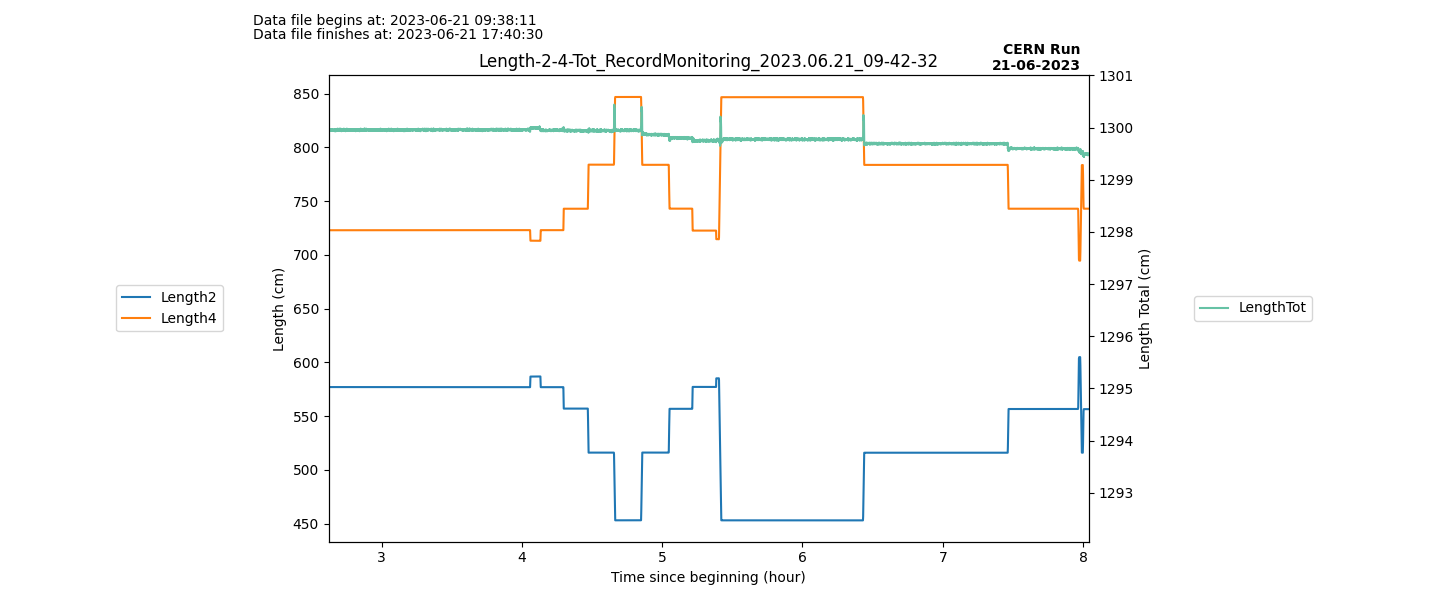 Data file begins at: 2023-06-21 09:38:11
Data file finishes at: 2023-06-21 17:40:30
CERN Run
21-06-2023
Length-2-4-Tot_RecordMonitoring_2023.06.21_09-42-32
850
800
750
700
650
600
550
500
450
Length (cm)
1301
1300
1299
1298
1297
1296
1295
1294
1293
Length Total (cm)
Length2
Length4
LengthTot
3
4
5
6
7
8
Time since beginning (hour)